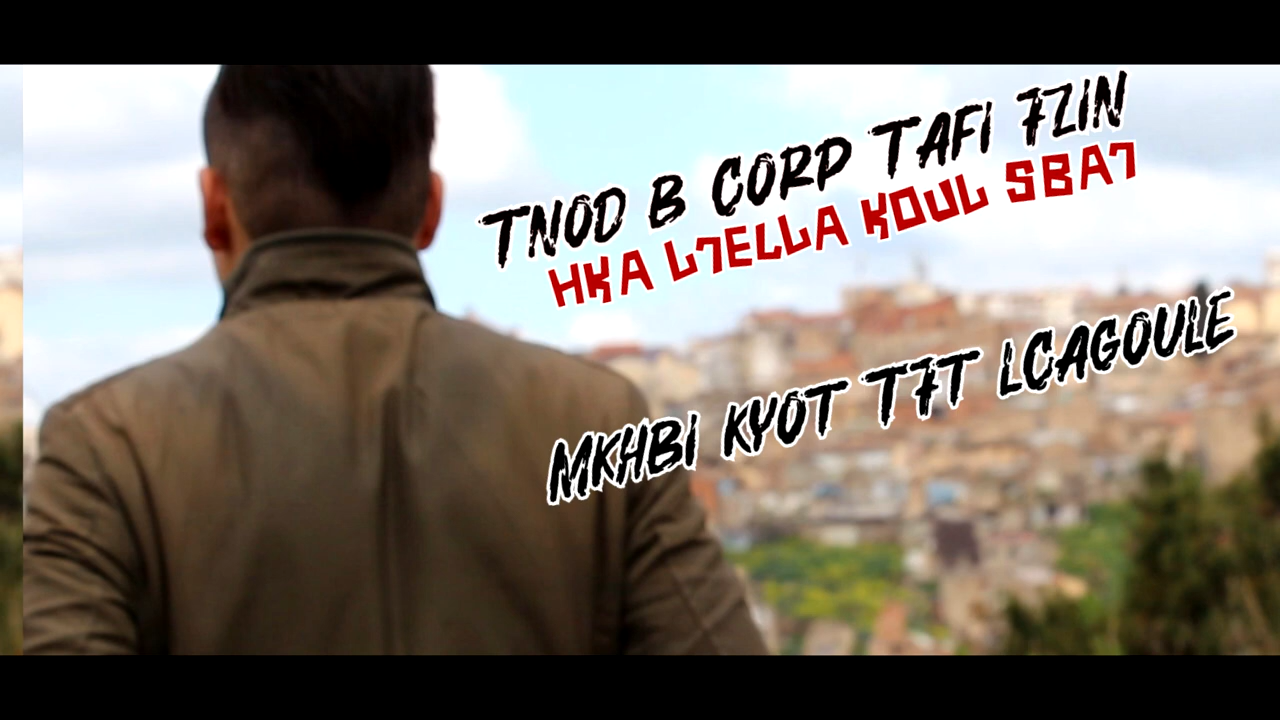 TNOD B CORP TAFI 7ZIN
HKA L7ELLA KOUL SBA7
MKHBI KYOT T7T LCAGOULE